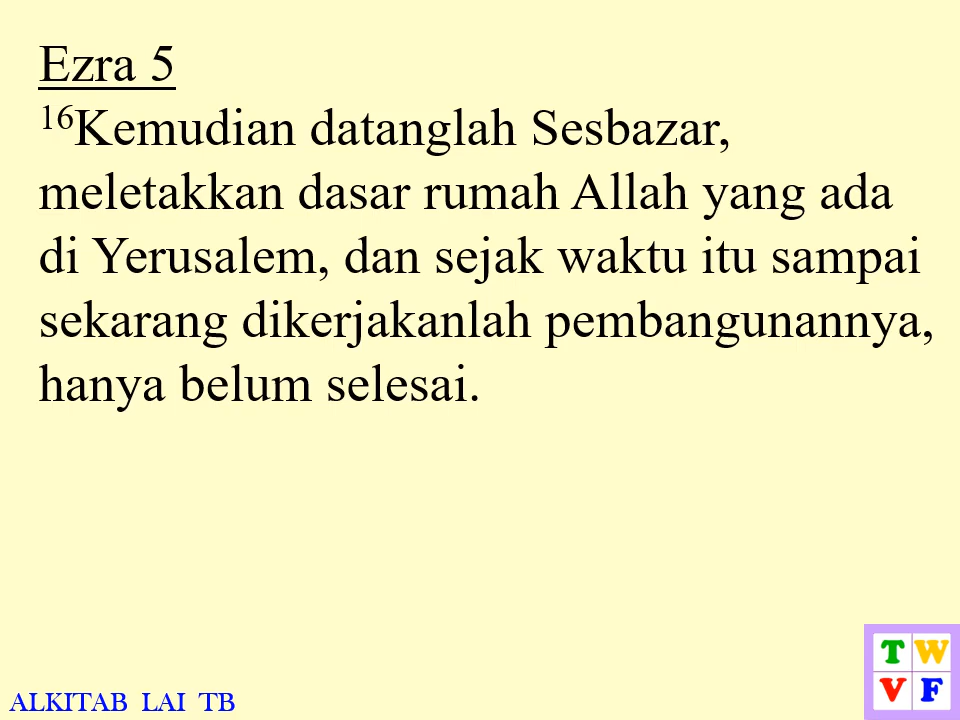 Ezra 5
16Kemudian datanglah Sesbazar,
meletakkan dasar rumah Allah yang ada
di Yerusalem, dan sejak waktu itu sampai
sekarang dikerjakanlah pembangunannya,
hanya belum selesai.
ALKITAB LAI TB
T W
V F